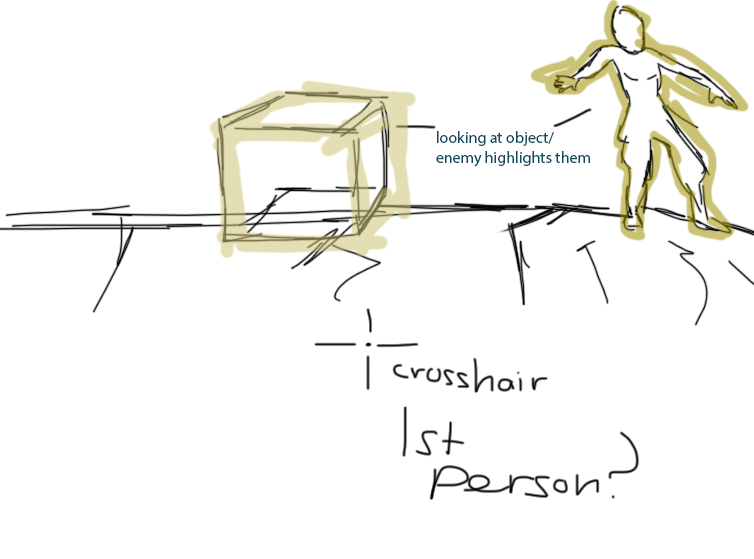 looking at object/
enemy highlights them
crosshair
1st
person?